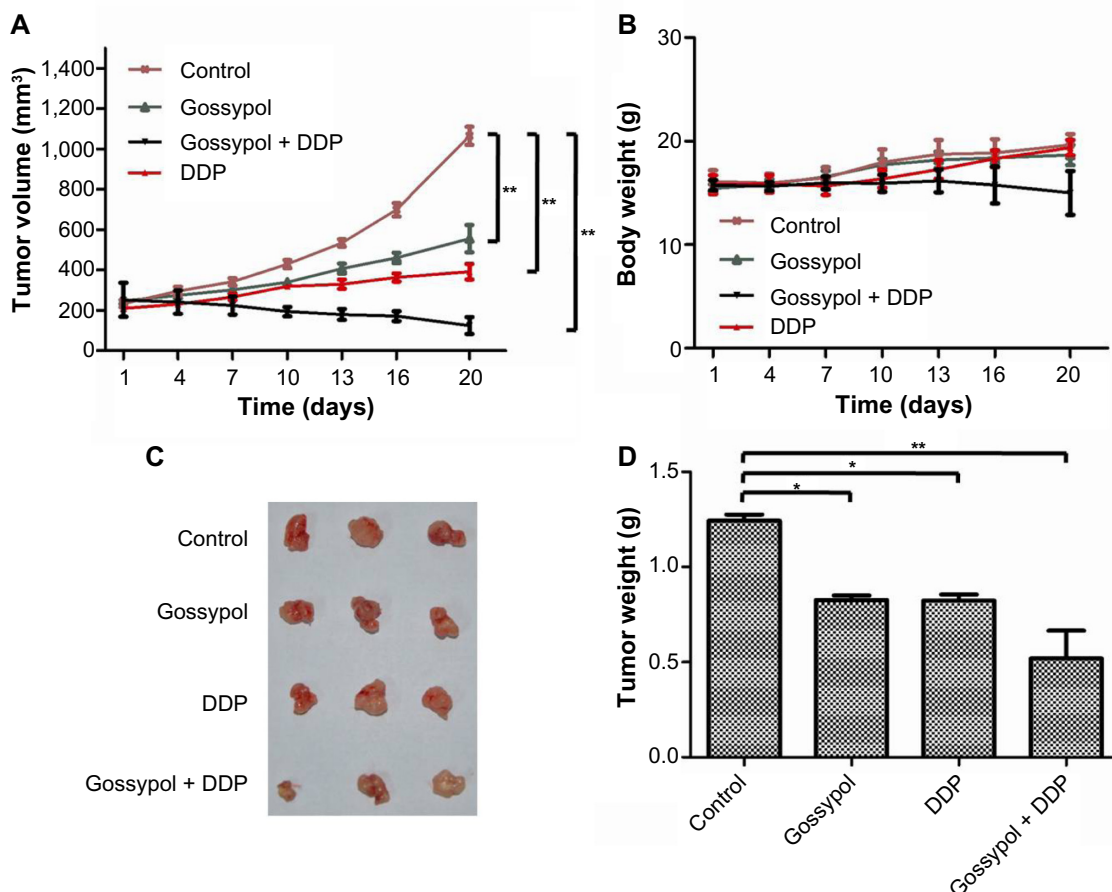 A
Tumor volume (mm³)
1,400
1,200
1,000
800
600
400
200
0
Control
Gossypol
Gossypol + DDP
DDP
**
**
**
1
4
7
10
13
16
20
Time (days)
B
Body weight (g)
30
20
10
0
Control
Gossypol
Gossypol + DDP
DDP
1
4
7
10
13
16
20
Time (days)
C
Control
Gossypol
DDP
Gossypol + DDP
D
Tumor weight (g)
1.5
1.0
0.5
0.0
**
*
*
Control
Gossypol
DDP
Gossypol + DDP